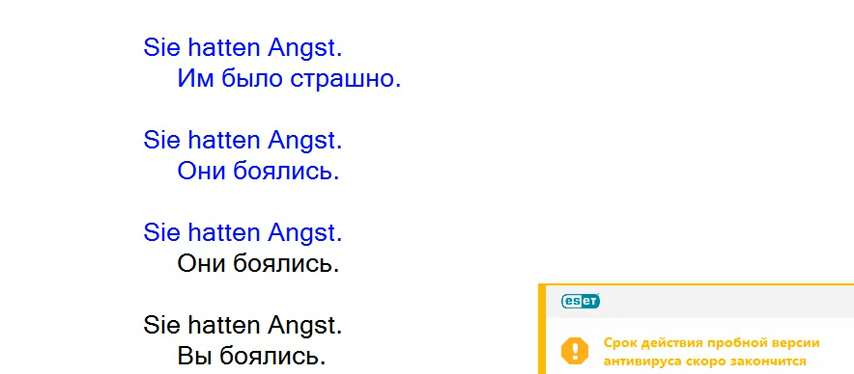 Sie hatten Angst.
Им было страшно.
Sie hatten Angst.
Они боялись.
Sie hatten Angst.
Они боялись.
Sie hatten Angst.
Вы боялись.
eseT
Срок действия пробной версии
антивируса скоро закончится